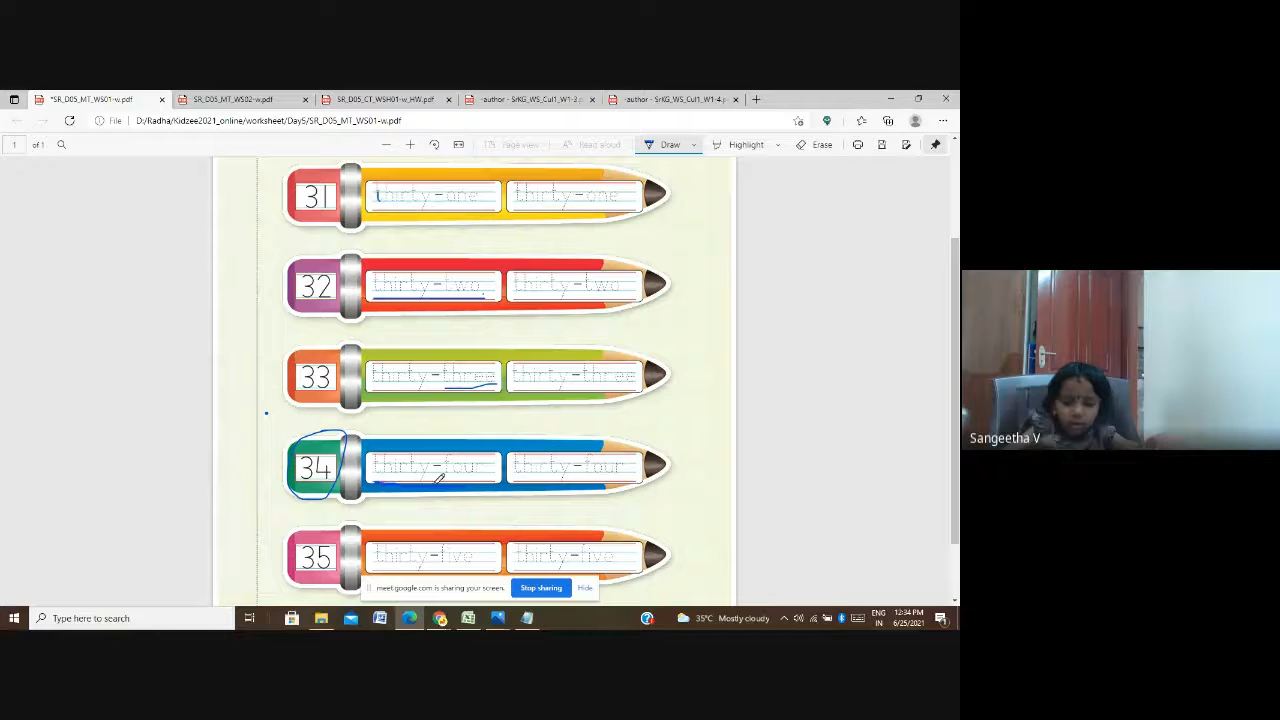 *SR_D05_MT_WS01-w.pdf
SR_D05_MT_WS02-w.pdf
SR_D05_CT_WSH01-w_HW.pdf
-author - SrKG_WS_Cul1_W1-3.p
-author - SrKG_WS_Cul1_W1-4.p
File D:/Radha/Kidzee2021_online/worksheet/Day5/SR_D05_MT_WS01-w.pdf
1 of 1 Page view Read aloud Draw Highlight Erase
31 thirty-one thirty-one
32 thirty-two thirty-two
33 thirty-three thirty-three
34 thirty-four thirty-four
35 thirty-five thirty-five
meet.google.com is sharing your screen. Stop sharing Hide
Sangeetha V
Type here to search
35°C Mostly cloudy
ENG
IN
12:34 PM
6/25/2021